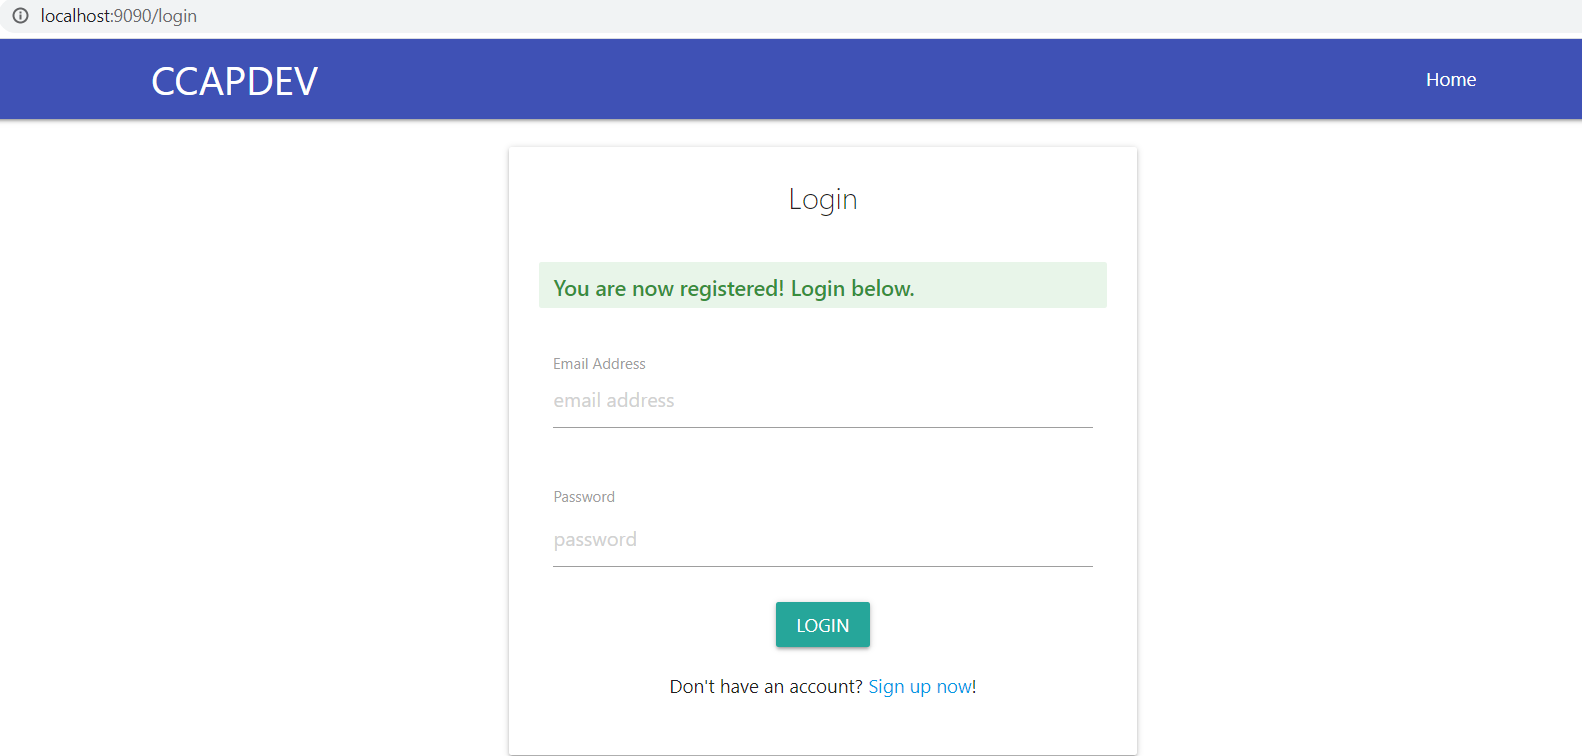 localhost:9090/login
CCAPDEV
Home
Login
You are now registered! Login below.
Email Address
email address
Password
password
LOGIN
Don't have an account? Sign up now!